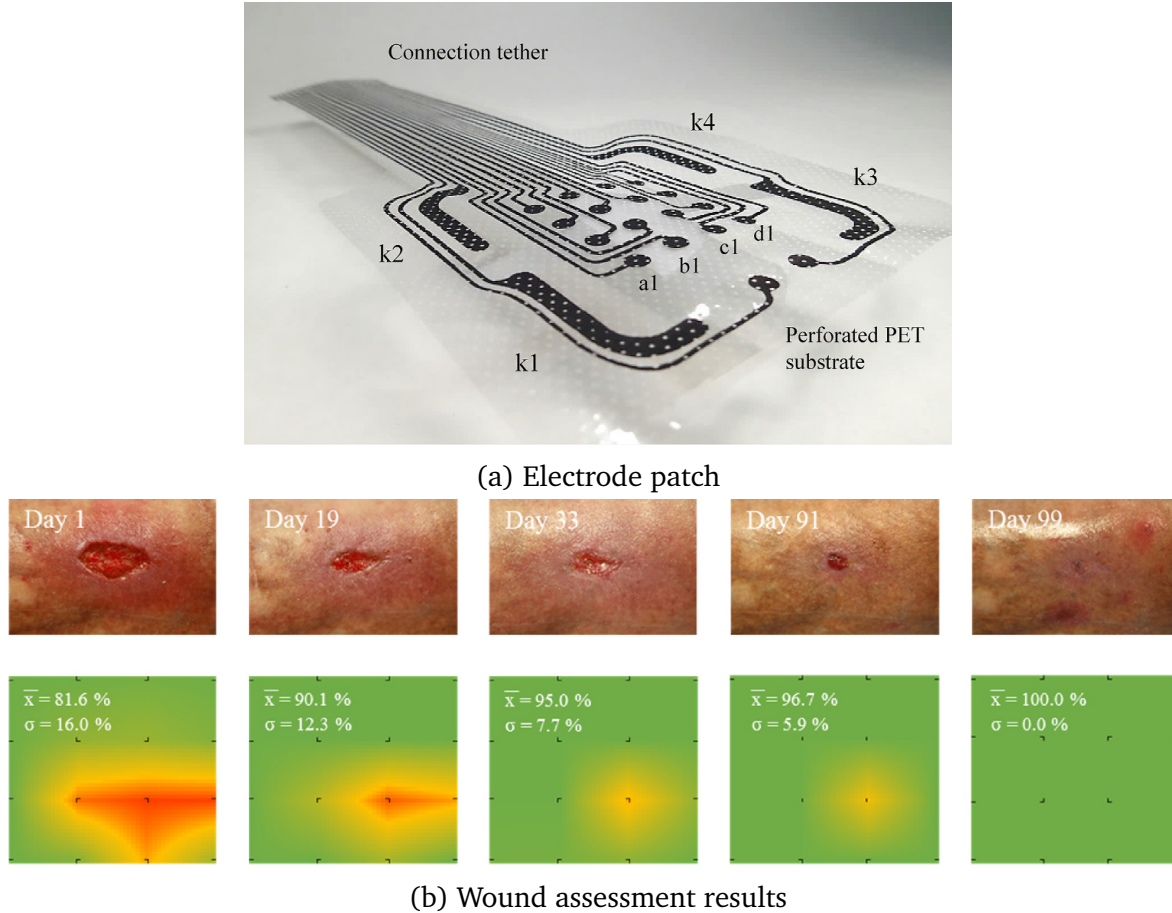 Connection tether
k4
k3
k2
d1
c1
b1
a1
Perforated PET
substrate
k1
(a) Electrode patch
Day 1
Day 19
Day 33
Day 91
Day 99
x̅ = 81.6 %
σ = 16.0 %
x̅ = 90.1 %
σ = 12.3 %
x̅ = 95.0 %
σ = 7.7 %
x̅ = 96.7 %
σ = 5.9 %
x̅ = 100.0 %
σ = 0.0 %
(b) Wound assessment results